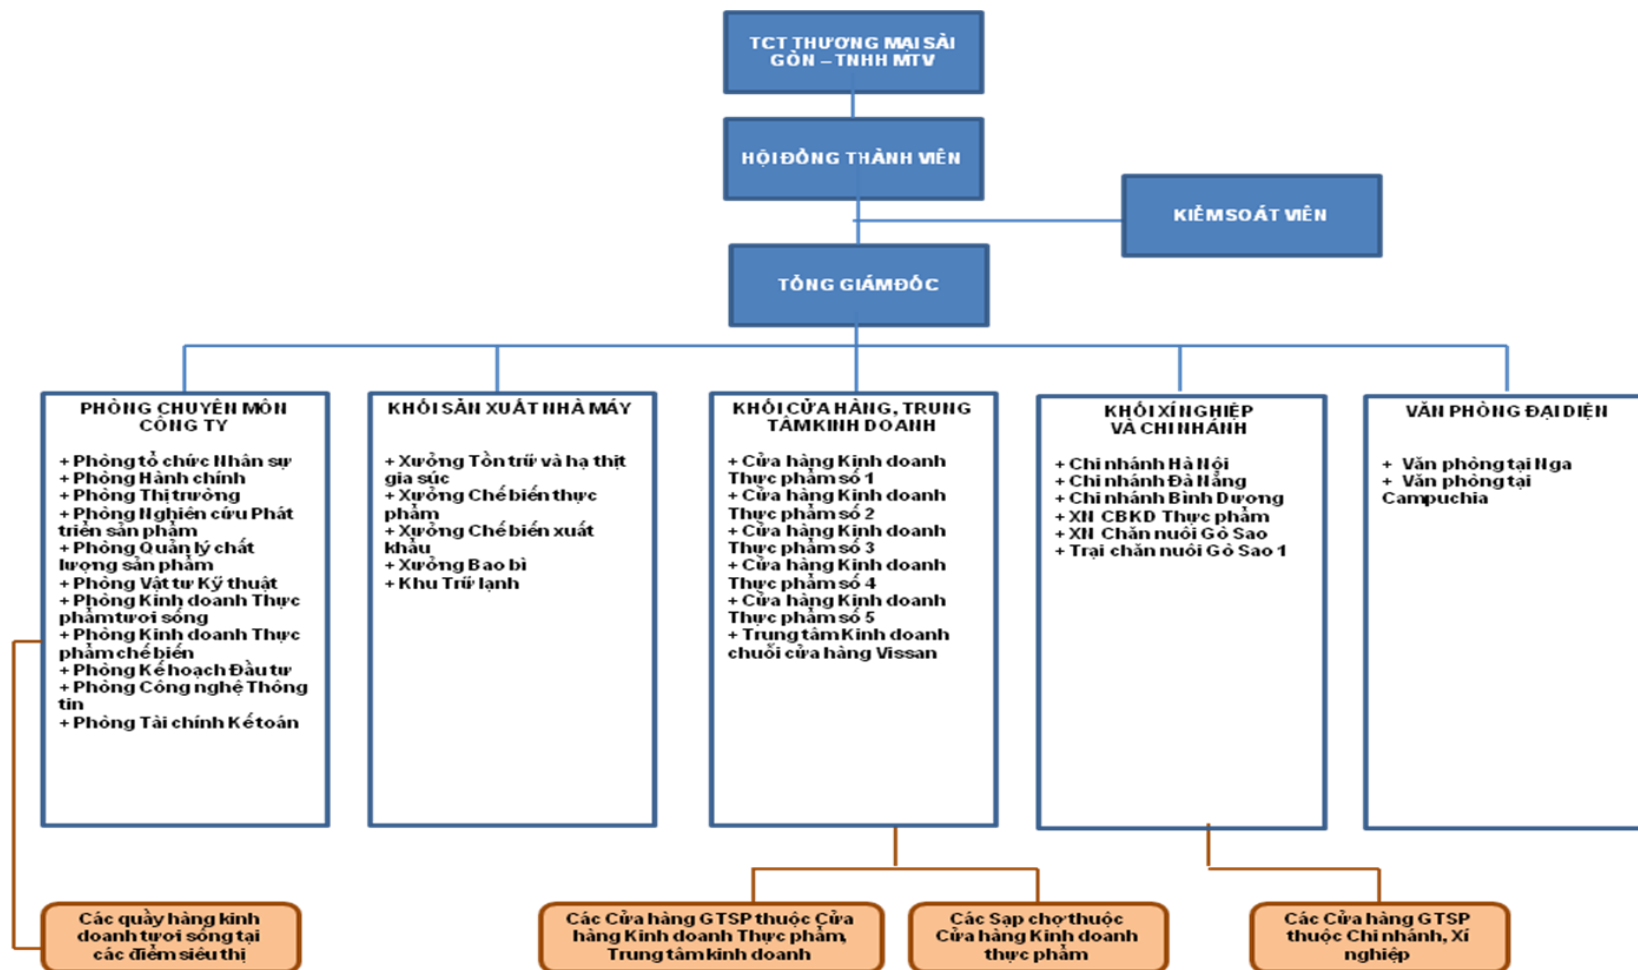 TCT THƯƠNG MẠI SÀI
GÒN – TNHH MTV
HỘI ĐỒNG THÀNH VIÊN
KIỂM SOÁT VIÊN
TỔNG GIÁM ĐỐC
PHÒNG CHUYÊN MÔN
CÔNG TY
+ Phòng tổ chức Nhân sự
+ Phòng Hành chính
+ Phòng Thị trường
+ Phòng Nghiên cứu Phát
triển sản phẩm
+ Phòng Quản lý chất
lượng sản phẩm
+ Phòng Vật tư Kỹ thuật
+ Phòng Kinh doanh Thực
phẩm tươi sống
+ Phòng Kinh doanh Thực
phẩm chế biến
+ Phòng Kế hoạch Đầu tư
+ Phòng Công nghệ Thông
tin
+ Phòng Tài chính Kế toán
KHỐI SẢN XUẤT NHÀ MÁY
+ Xưởng Tồn trữ và hạ thịt
gia súc
+ Xưởng Chế biến thực
phẩm
+ Xưởng Chế biến xuất
khẩu
+ Xưởng Bao bì
+ Khu Trữ lạnh
KHỐI CỬA HÀNG, TRUNG
TÂM KINH DOANH
+ Cửa hàng Kinh doanh
Thực phẩm số 1
+ Cửa hàng Kinh doanh
Thực phẩm số 2
+ Cửa hàng Kinh doanh
Thực phẩm số 3
+ Cửa hàng Kinh doanh
Thực phẩm số 4
+ Cửa hàng Kinh doanh
Thực phẩm số 5
+ Trung tâm Kinh doanh
chuỗi cửa hàng Vissan
KHỐI XÍ NGHIỆP
VÀ CHI NHÁNH
+ Chi nhánh Hà Nội
+ Chi nhánh Đà Nẵng
+ Chi nhánh Bình Dương
+ XN CBKD Thực phẩm
+ XN Chăn nuôi Gò Sao
+ Trại chăn nuôi Gò Sao 1
VĂN PHÒNG ĐẠI DIỆN
+ Văn phòng tại Nga
+ Văn phòng tại
Campuchia
Các quầy hàng kinh
doanh tươi sống tại
các điểm siêu thị
Các Cửa hàng GTSP thuộc Cửa
hàng Kinh doanh Thực phẩm,
Trung tâm kinh doanh
Các Sạp chợ thuộc
Cửa hàng Kinh doanh
thực phẩm
Các Cửa hàng GTSP
thuộc Chi nhánh, Xí
nghiệp